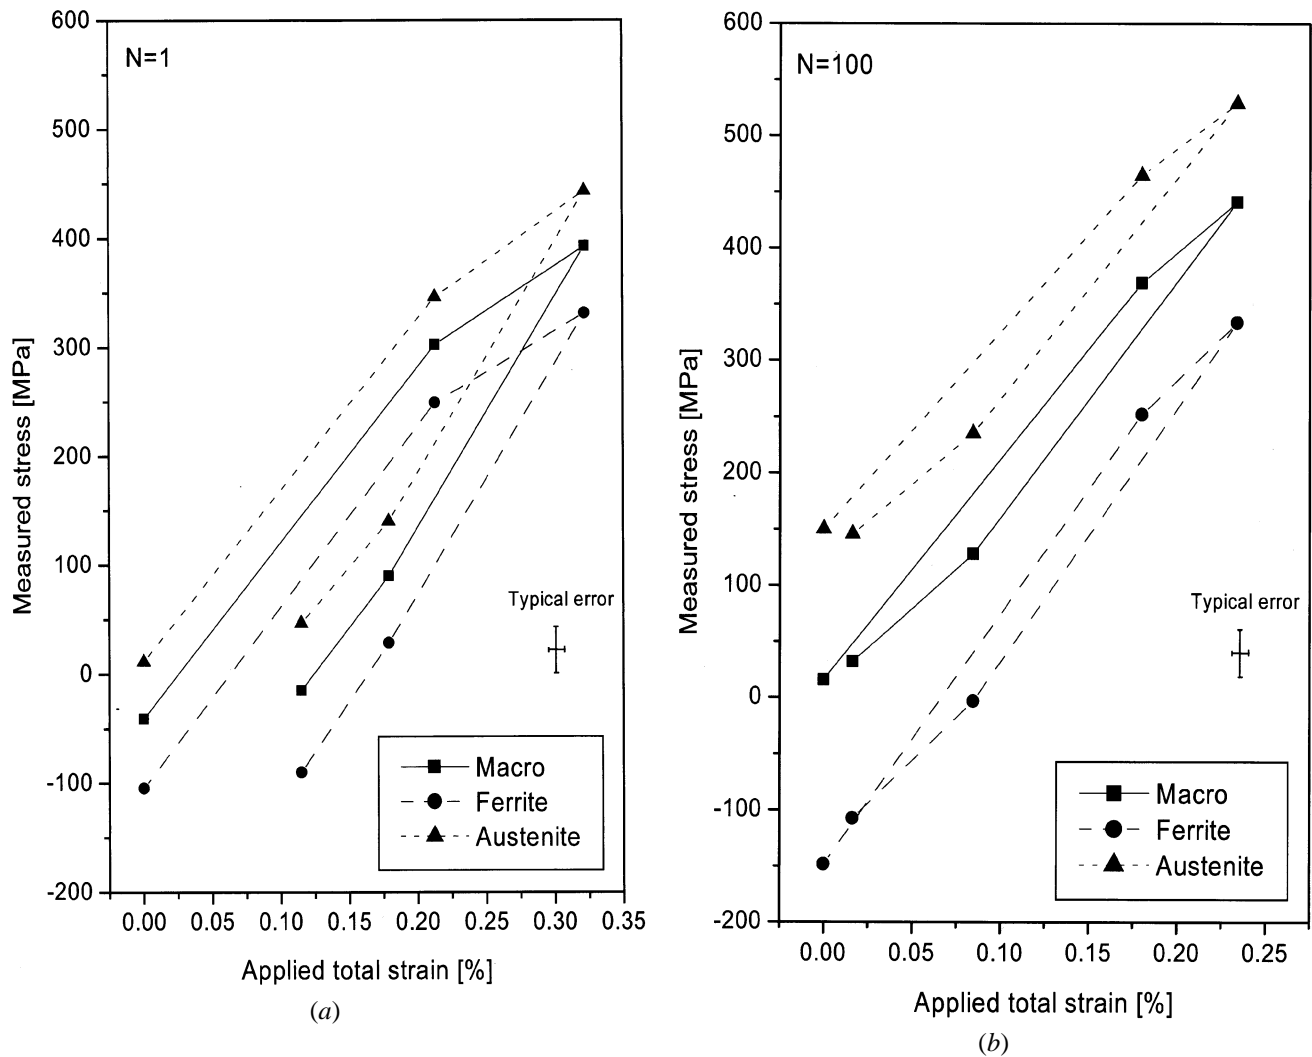 N=1
600
500
400
300
200
100
0
-100
-200
Measured stress [MPa]
Typical error
Macro
Ferrite
Austenite
0.00 0.05 0.10 0.15 0.20 0.25 0.30 0.35
Applied total strain [%]
(a)
N=100
600
500
400
300
200
100
0
-100
-200
Measured stress [MPa]
Typical error
Macro
Ferrite
Austenite
0.00 0.05 0.10 0.15 0.20 0.25
Applied total strain [%]
(b)